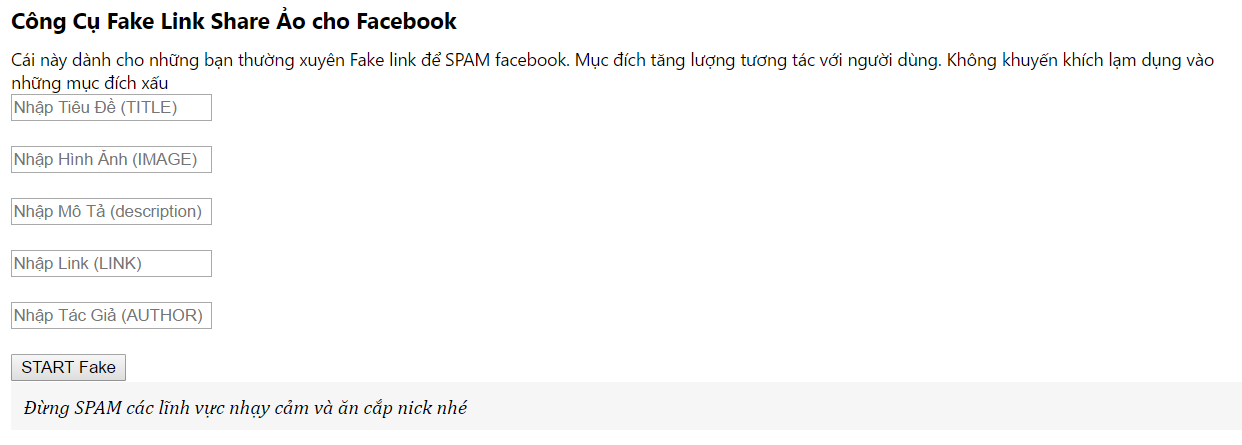 Công Cụ Fake Link Share Ảo cho Facebook
Cái này dành cho những bạn thường xuyên Fake link để SPAM facebook. Mục đích tăng lượng tương tác với người dùng. Không khuyến khích lạm dụng vào
những mục đích xấu
Nhập Tiêu Đề (TITLE)
Nhập Hình Ảnh (IMAGE)
Nhập Mô Tả (description)
Nhập Link (LINK)
Nhập Tác Giả (AUTHOR)
START Fake
Đừng SPAM các lĩnh vực nhạy cảm và ăn cắp nick nhé